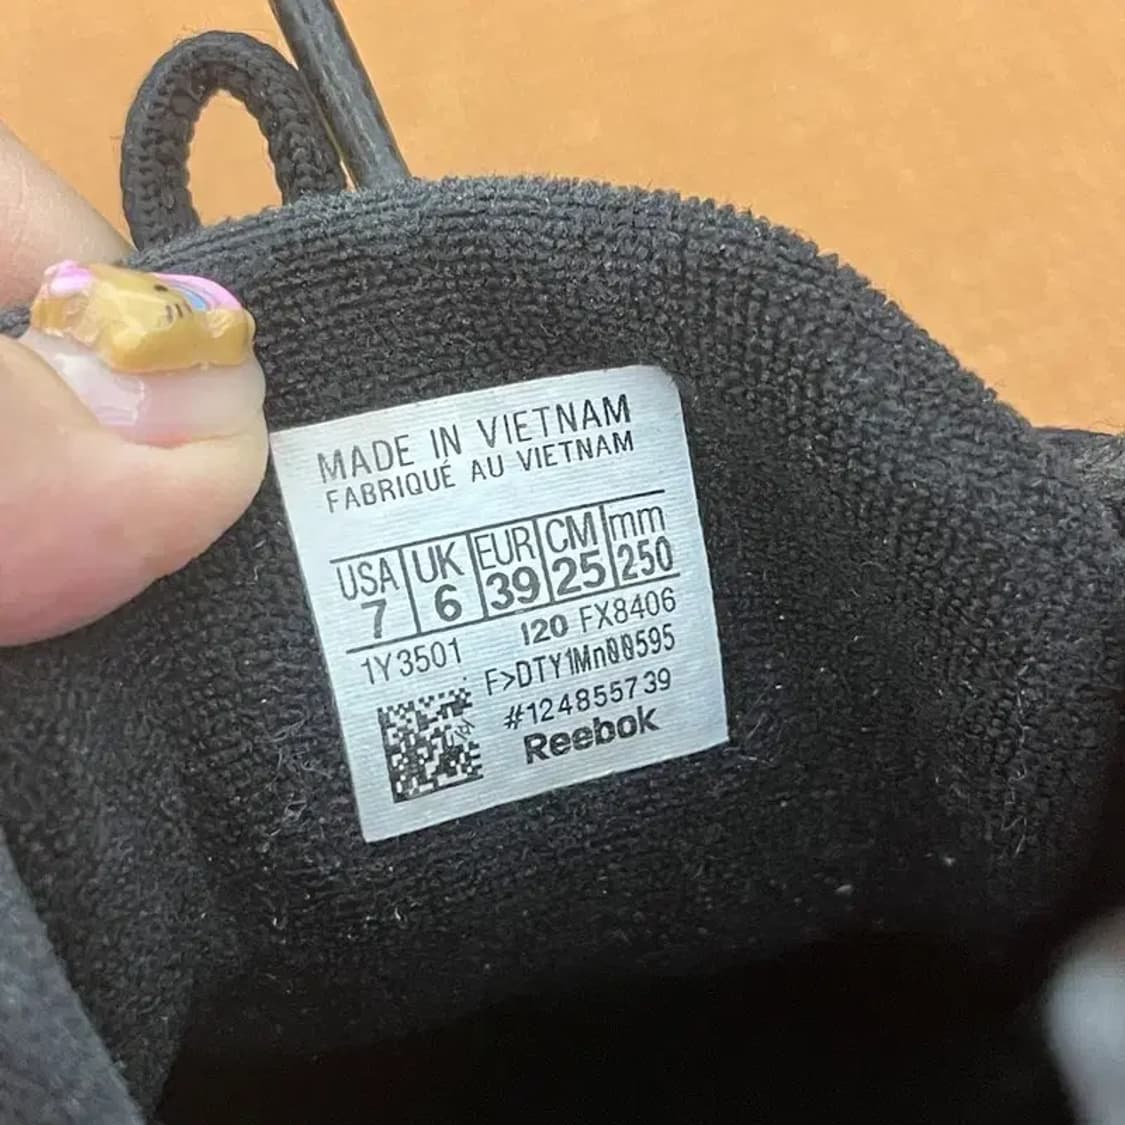 MADE IN VIETNAM
FABRIQUÉ AU VIETNAM
USA UK EUR CM mm
7 6 39 25 250
1Y3501 120 FX8406
F>DTY1Mn00595
#124855739
Reebok